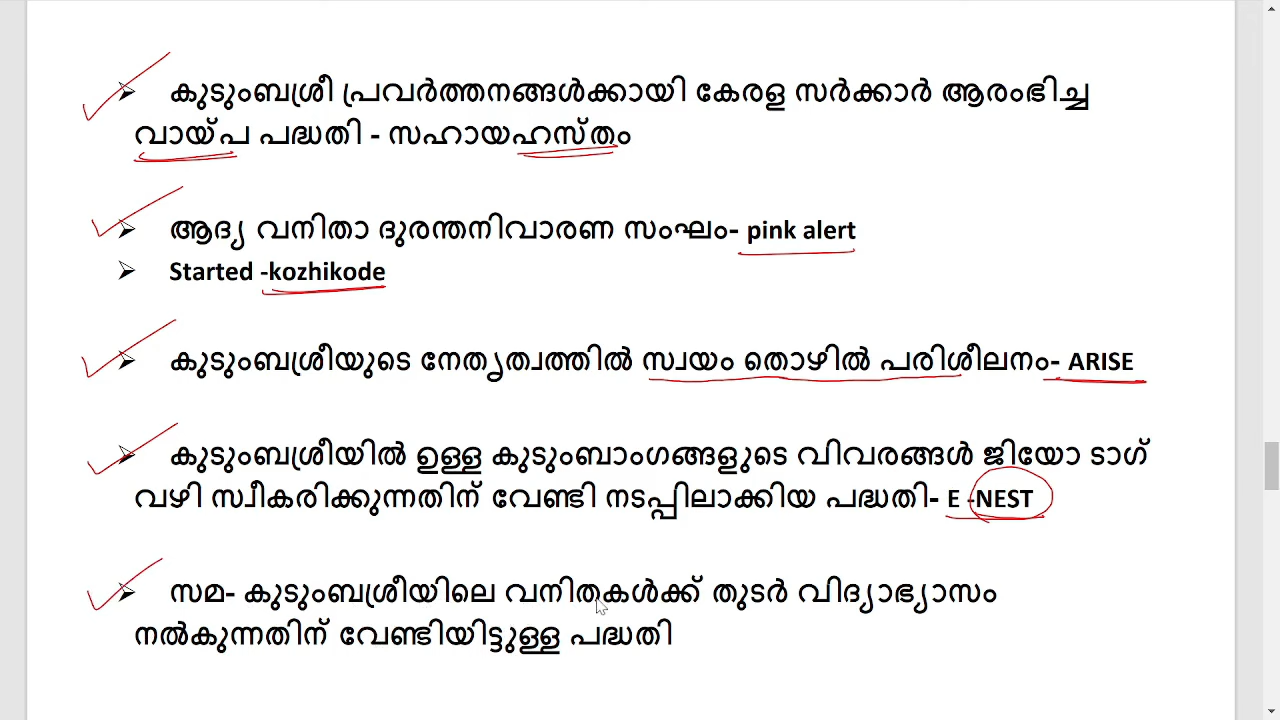 കുടുംബശ്രീ പ്രവർത്തനങ്ങൾക്കായി കേരള സർക്കാർ ആരംഭിച്ച
വായ്പ പദ്ധതി - സഹായഹസ്തം
ആദ്യ വനിതാ ദുരന്തനിവാരണ സംഘം- pink alert
Started -kozhikode
കുടുംബശ്രീയുടെ നേതൃത്വത്തിൽ സ്വയം തൊഴിൽ പരിശീലനം- ARISE
കുടുംബശ്രീയിൽ ഉള്ള കുടുംബാംഗങ്ങളുടെ വിവരങ്ങൾ ജിയോ ടാഗ്
വഴി സ്വീകരിക്കുന്നതിന് വേണ്ടി നടപ്പിലാക്കിയ പദ്ധതി- E -NEST
സമ- കുടുംബശ്രീയിലെ വനിതകൾക്ക് തുടർ വിദ്യാഭ്യാസം
നൽകുന്നതിന് വേണ്ടിയിട്ടുള്ള പദ്ധതി